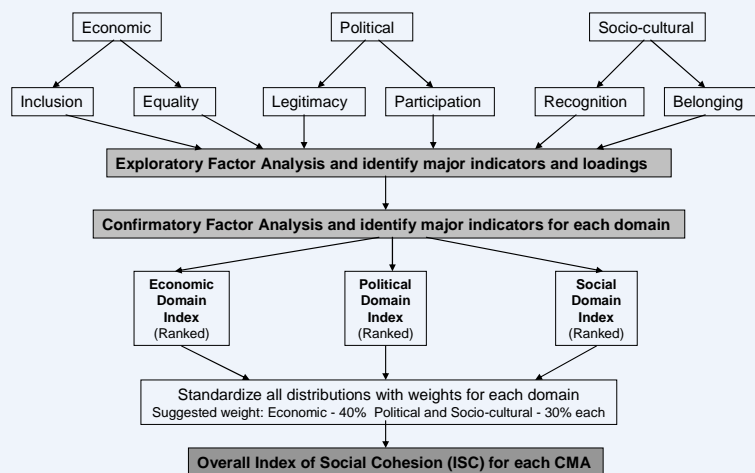 Economic
Political
Socio-cultural
Inclusion
Equality
Legitimacy
Participation
Recognition
Belonging
Exploratory Factor Analysis and identify major indicators and loadings
Confirmatory Factor Analysis and identify major indicators for each domain
Economic
Domain
Index
(Ranked)
Political
Domain
Index
(Ranked)
Social
Domain
Index
(Ranked)
Standardize all distributions with weights for each domain
Suggested weight: Economic - 40% Political and Socio-cultural - 30% each
Overall Index of Social Cohesion (ISC) for each CMA